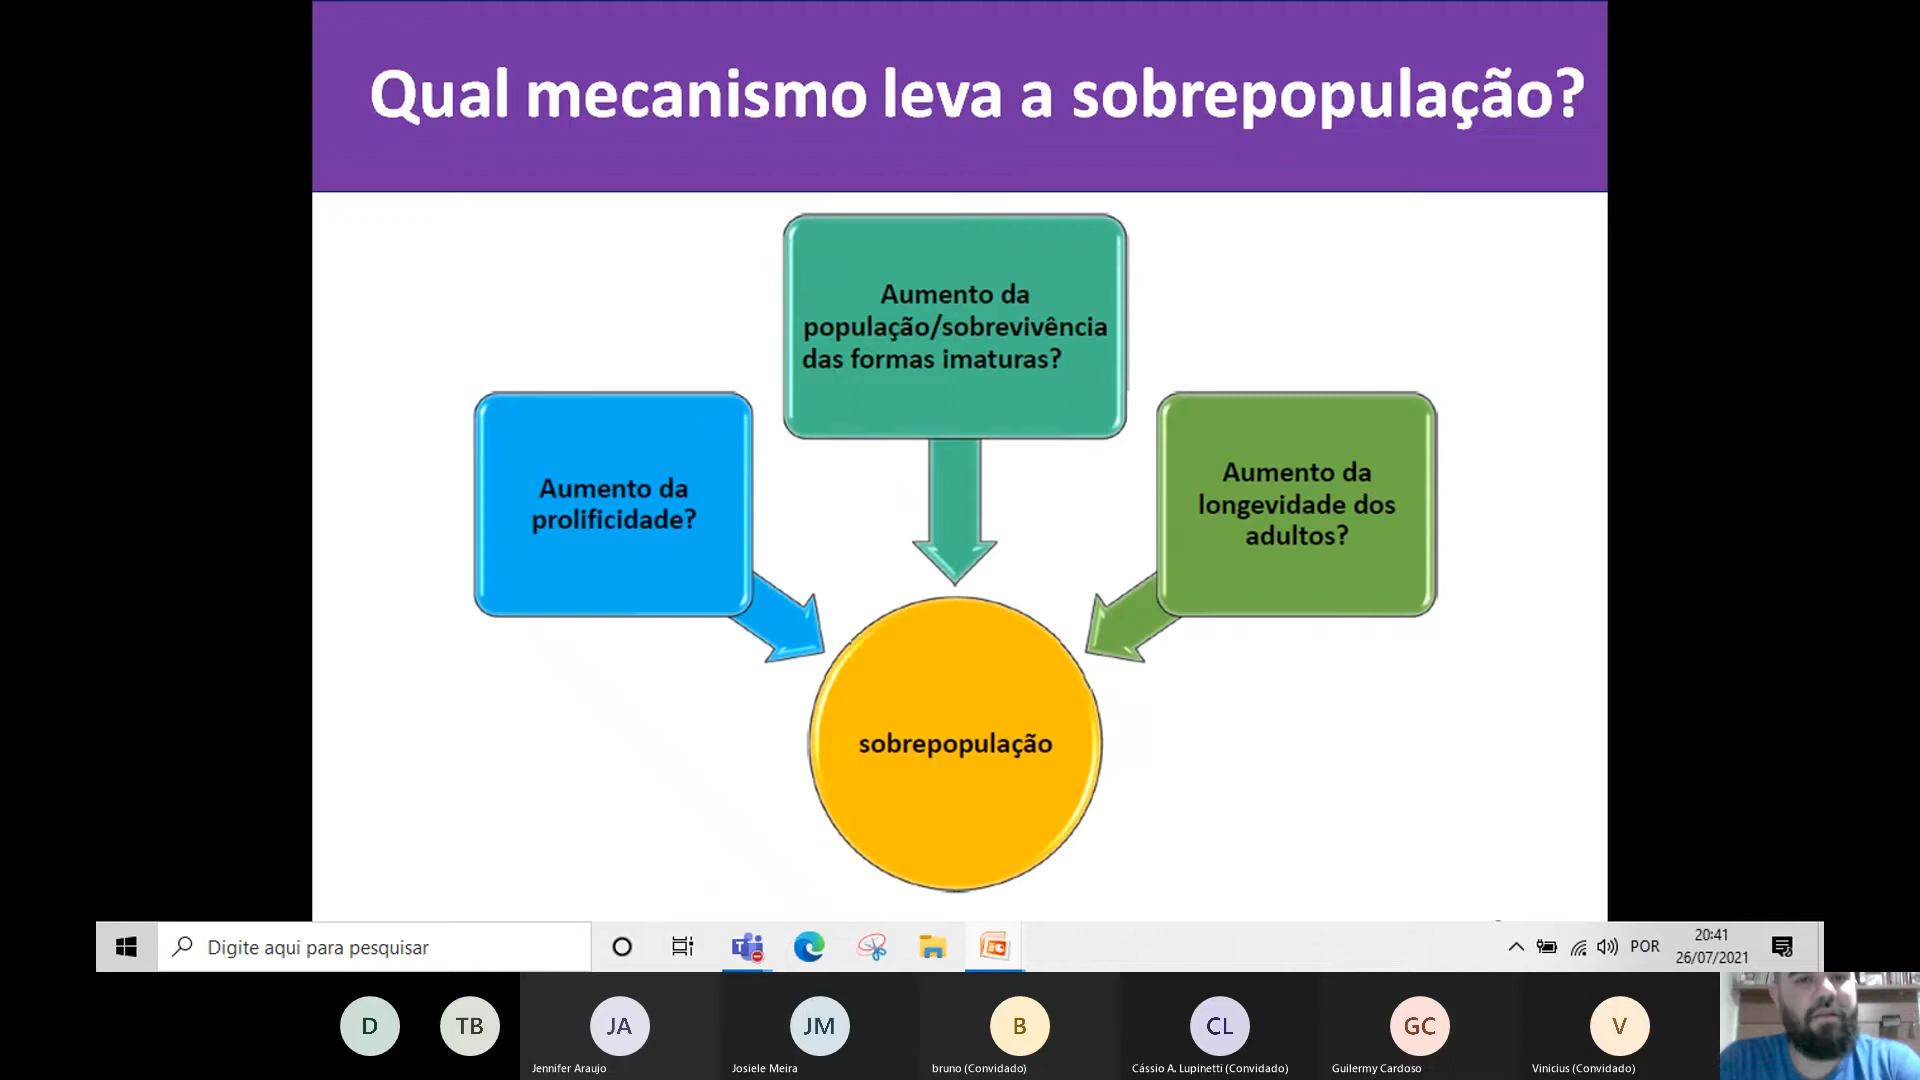 Qual mecanismo leva a sobrepopulação?
Aumento da
população/sobrevivência
das formas imaturas?
Aumento da
prolificidade?
Aumento da
longevidade dos
adultos?
sobrepopulação
Digite aqui para pesquisar
POR
20:41
26/07/2021
D
TB
JA
JM
B
CL
GC
V
Jennifer Araujo
Josiele Meira
bruno (Convidado)
Cássio A. Lupinetti (Convidado)
Guilermy Cardoso
Vinicius (Convidado)